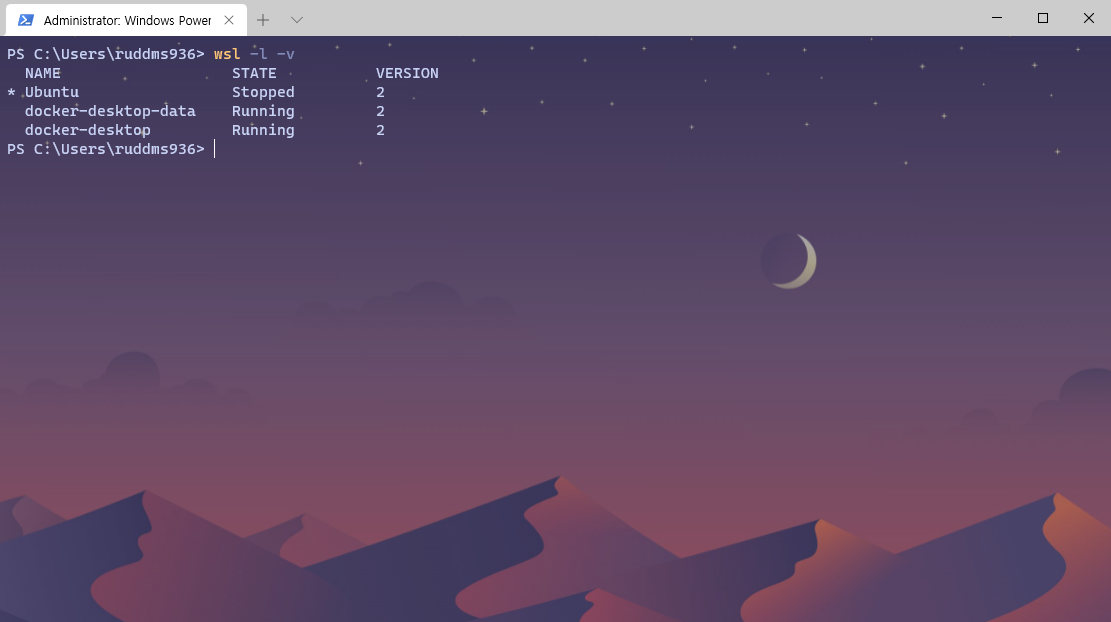 Administrator: Windows Power
PS C:\Users\ruddms936> wsl -l -v
NAME STATE VERSION
* Ubuntu Stopped 2
docker-desktop-data Running 2
docker-desktop Running 2
PS C:\Users\ruddms936>